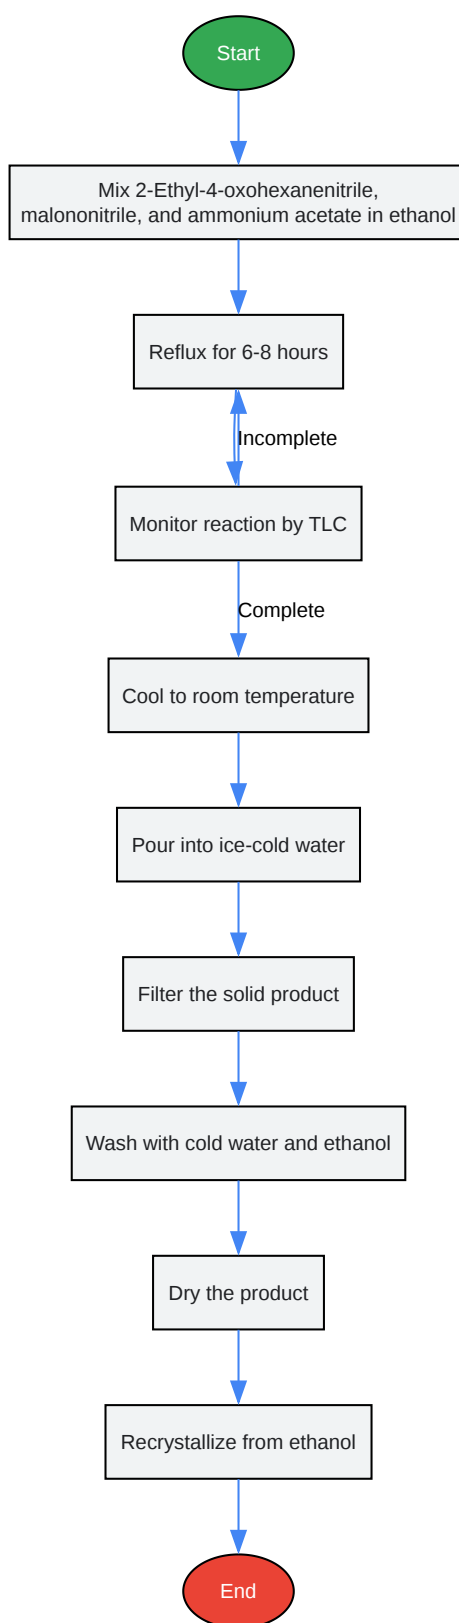 Start
Mix 2-Ethyl-4-oxohexanenitrile,
malononitrile, and ammonium acetate in ethanol
Reflux for 6-8 hours
Incomplete
Monitor reaction by TLC
Complete
Cool to room temperature
Pour into ice-cold water
Filter the solid product
Wash with cold water and ethanol
Dry the product
Recrystallize from ethanol
End